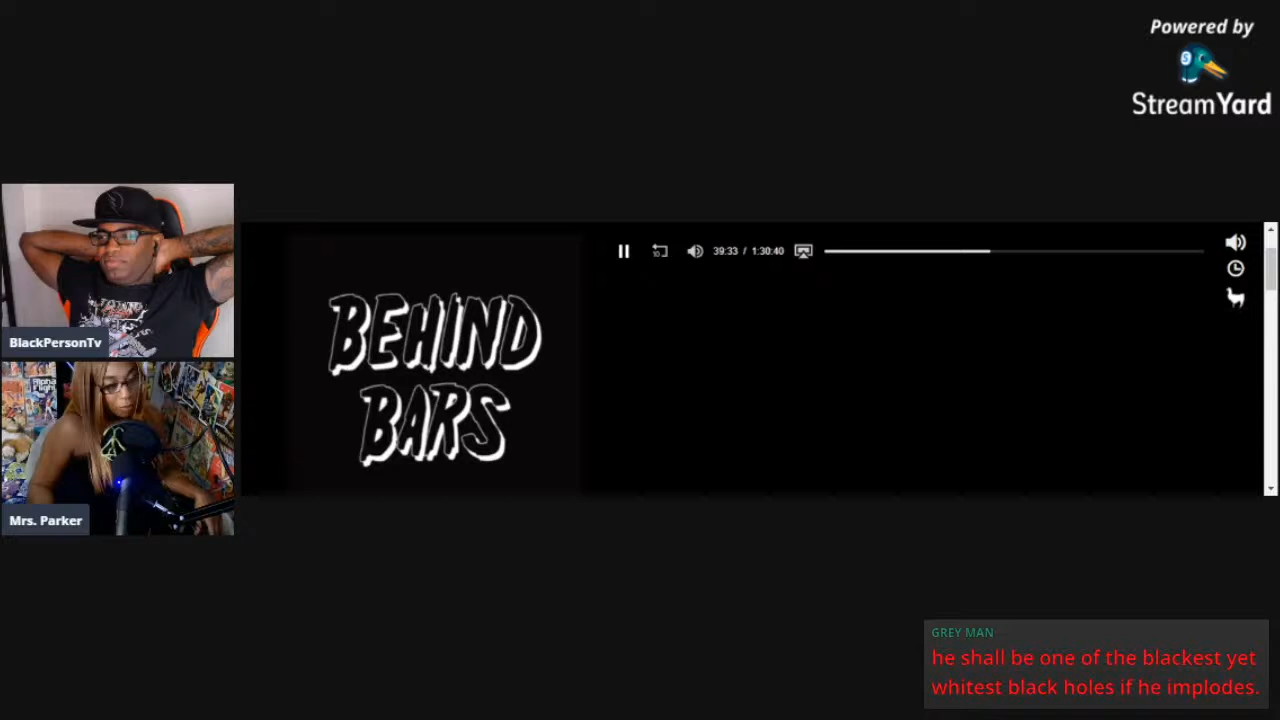 Powered by
StreamYard
BlackPersonTv
39:33 / 1:30:40
BEHIND
BARS
Mrs. Parker
GREY MAN
he shall be one of the blackest yet
whitest black holes if he implodes.